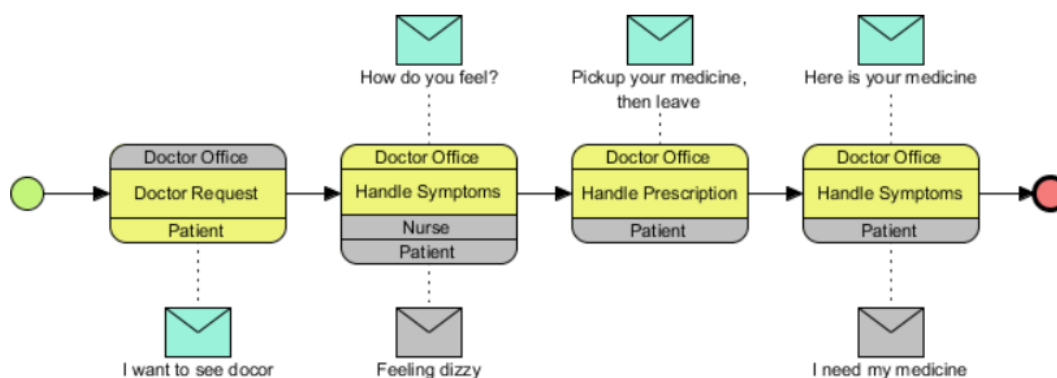 How do you feel?
Pickup your medicine,
then leave
Here is your medicine
Doctor Office
Doctor Request
Patient
Doctor Office
Handle Symptoms
Nurse
Patient
Doctor Office
Handle Prescription
Patient
Doctor Office
Handle Symptoms
Patient
I want to see docor
Feeling dizzy
I need my medicine